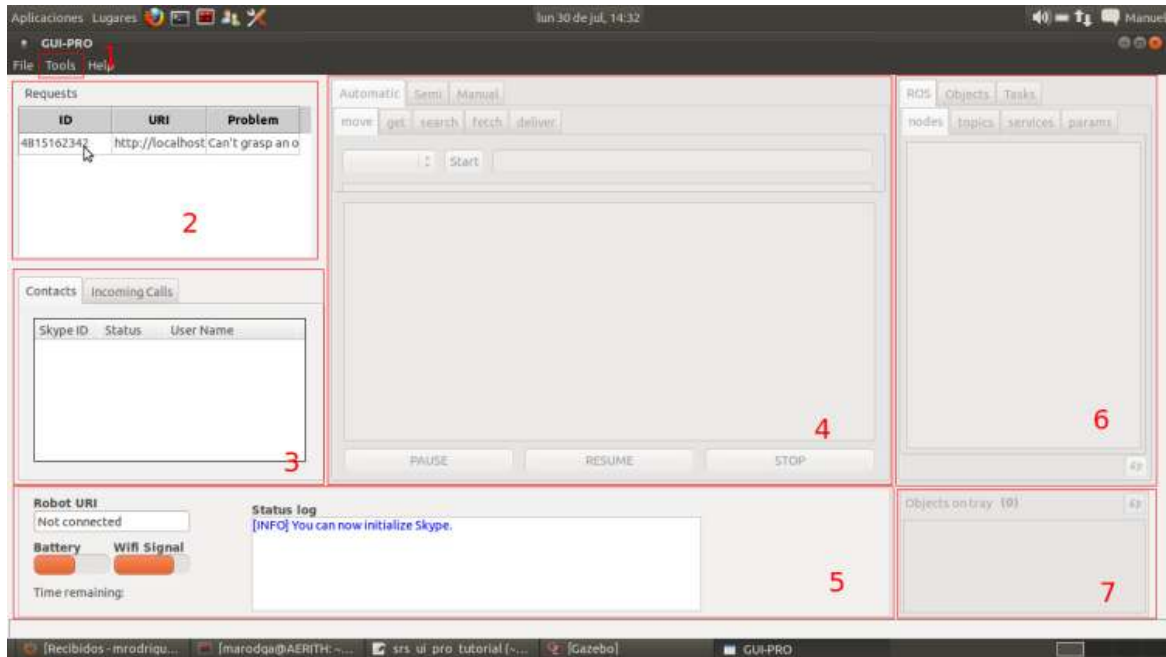 Aplicaciones Lugares lun 30 de jul, 14:32 Manuel
GUI-PRO
1
File Tools Help
Requests
ID URI Problem
4815162342 http://localhost Can't grasp an o
2
Contacts Incoming Calls
Skype ID Status User Name
3
Automatic Semi Manual
move get search fetch deliver
Start
4
PAUSE RESUME STOP
ROS Objects Tasks
nodes topics services params
6
Robot URI
Not connected
Battery Wifi Signal
Time remaining:
Status log
[INFO] You can now initialize Skype.
5
Objects on tray (0)
7
[Recibidos - mrodriqu... [marodga@AERITH: ~... srs ui pro tutorial (~... [Gazebo] GUI-PRO